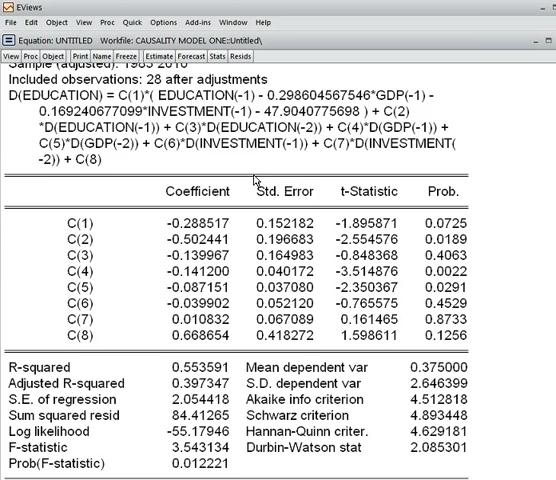 EViews
File Edit Object View Proc Quick Options Add-ins Window Help
Equation: UNTITLED Workfile: CAUSALITY MODEL ONE::Untitled\
View Proc Object Print Name Freeze Estimate Forecast Stats Resids
Sample (adjusted): 1983 2010
Included observations: 28 after adjustments
D(EDUCATION) = C(1)*( EDUCATION(-1) - 0.298604567546*GDP(-1) -
0.169240677099*INVESTMENT(-1) - 47.9040775698 ) + C(2)
*D(EDUCATION(-1)) + C(3)*D(EDUCATION(-2)) + C(4)*D(GDP(-1)) +
C(5)*D(GDP(-2)) + C(6)*D(INVESTMENT(-1)) + C(7)*D(INVESTMENT(
-2)) + C(8)
Coefficient Std. Error t-Statistic Prob.
C(1) -0.288517 0.152182 -1.895871 0.0725
C(2) -0.502441 0.196683 -2.554576 0.0189
C(3) -0.139967 0.164983 -0.848368 0.4063
C(4) -0.141200 0.040172 -3.514876 0.0022
C(5) -0.087151 0.037080 -2.350367 0.0291
C(6) -0.039902 0.052120 -0.765575 0.4529
C(7) 0.010832 0.067089 0.161465 0.8733
C(8) 0.668654 0.418272 1.598611 0.1256
R-squared 0.553591 Mean dependent var 0.375000
Adjusted R-squared 0.397347 S.D. dependent var 2.646399
S.E. of regression 2.054418 Akaike info criterion 4.512818
Sum squared resid 84.41265 Schwarz criterion 4.893448
Log likelihood -55.17946 Hannan-Quinn criter. 4.629181
F-statistic 3.543134 Durbin-Watson stat 2.085301
Prob(F-statistic) 0.012221